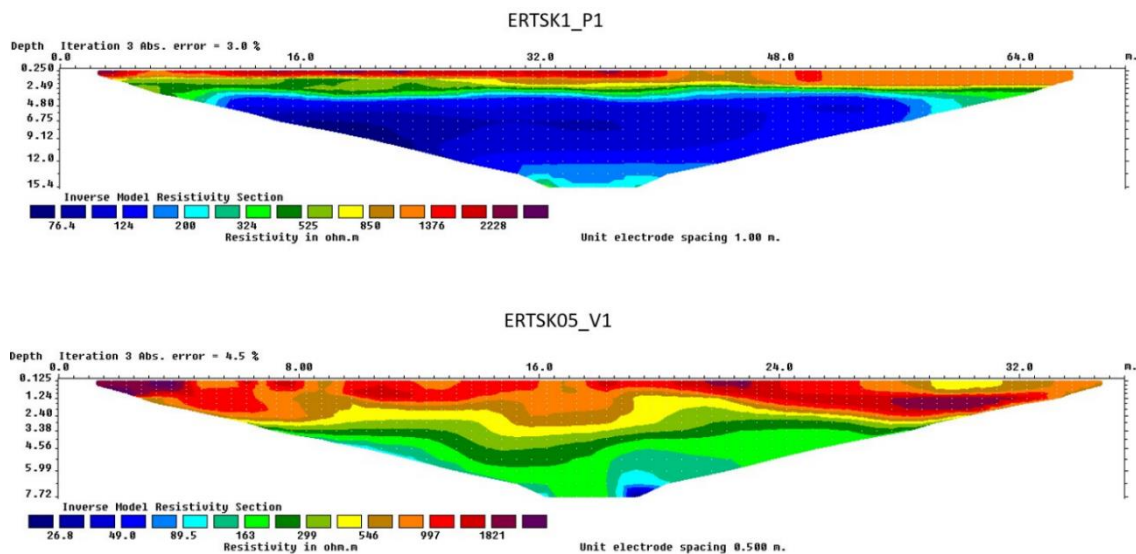 ERTSK1_P1
Depth Iteration 3 Abs. error = 3.0 %
0.0 16.0 32.0 48.0 64.0 m.
0.250
2.49
4.80
6.75
9.12
12.0
15.4
Inverse Model Resistivity Section
76.4 124 200 324 525 850 1376 2228
Resistivity in ohm.m Unit electrode spacing 1.00 m.
ERTSK05_V1
Depth Iteration 3 Abs. error = 4.5 %
0.0 8.00 16.0 24.0 32.0 m.
0.125
1.24
2.40
3.38
4.56
5.99
7.72
Inverse Model Resistivity Section
26.8 49.0 89.5 163 299 546 997 1821
Resistivity in ohm.m Unit electrode spacing 0.500 m.